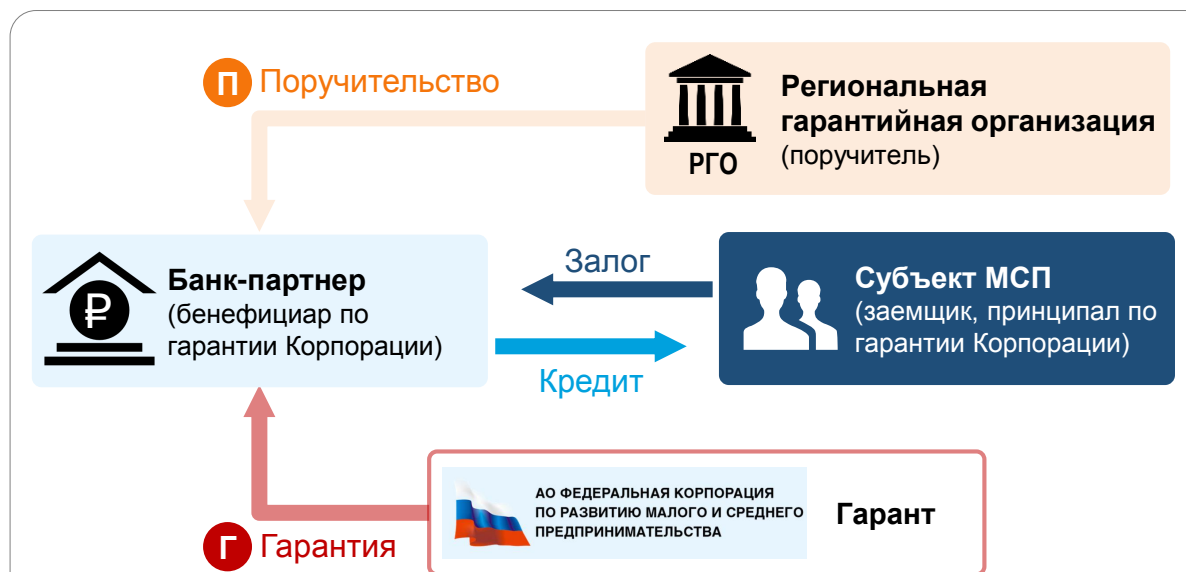 П Поручительство
Региональная
гарантийная организация
(поручитель)
РГО
Банк-партнер
(бенефициар по
гарантии Корпорации)
₽
Залог
Кредит
Субъект МСП
(заемщик, принципал по
гарантии Корпорации)
АО ФЕДЕРАЛЬНАЯ КОРПОРАЦИЯ
ПО РАЗВИТИЮ МАЛОГО И СРЕДНЕГО
ПРЕДПРИНИМАТЕЛЬСТВА
Гарант
Г Гарантия